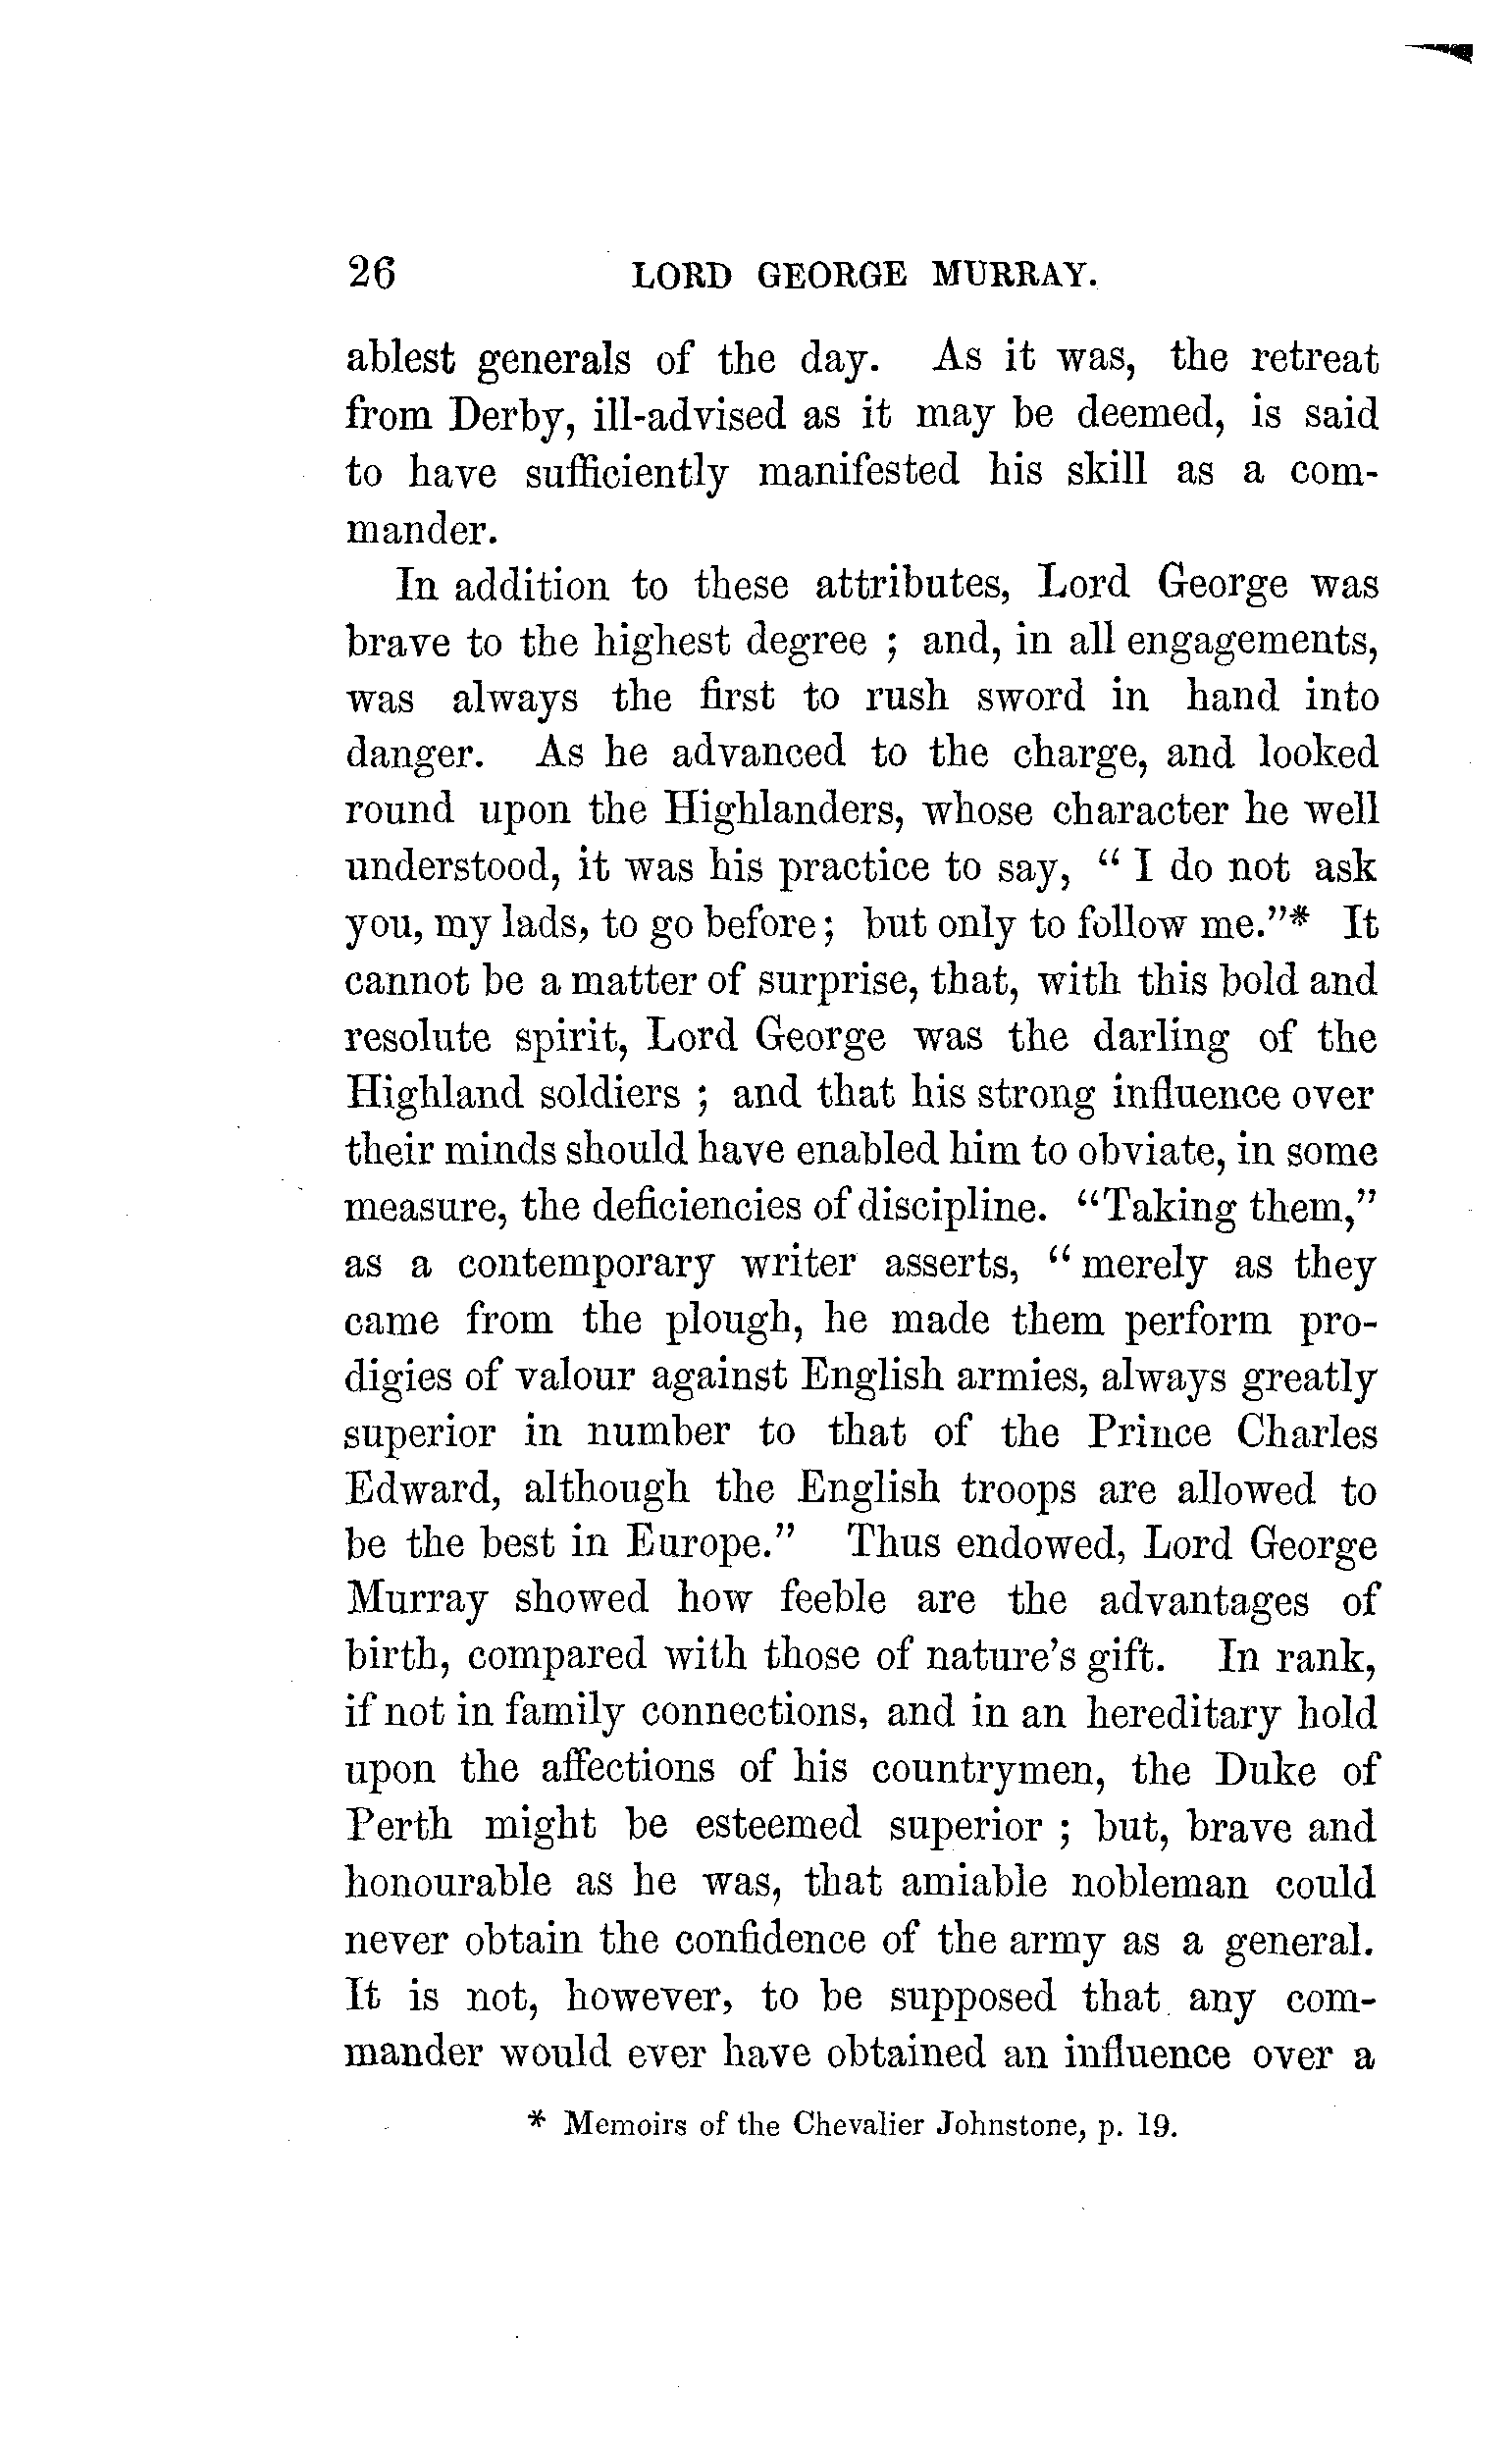 26 LORD GEORGE MURRAY.
ablest generals of the day. As it was, the retreat
from Derby, ill-advised as it may be deemed, is said
to have sufficiently manifested his skill as a com-
mander.
In addition to these attributes, Lord George was
brave to the highest degree ; and, in all engagements,
was always the first to rush sword in hand into
danger. As he advanced to the charge, and looked
round upon the Highlanders, whose character he well
understood, it was his practice to say, “ I do not ask
you, my lads, to go before; but only to follow me.”* It
cannot be a matter of surprise, that, with this bold and
resolute spirit, Lord George was the darling of the
Highland soldiers ; and that his strong influence over
their minds should have enabled him to obviate, in some
measure, the deficiencies of discipline. “Taking them,”
as a contemporary writer asserts, “ merely as they
came from the plough, he made them perform pro-
digies of valour against English armies, always greatly
superior in number to that of the Prince Charles
Edward, although the English troops are allowed to
be the best in Europe.” Thus endowed, Lord George
Murray showed how feeble are the advantages of
birth, compared with those of nature's gift. In rank,
if not in family connections, and in an hereditary hold
upon the affections of his countrymen, the Duke of
Perth might be esteemed superior ; but, brave and
honourable as he was, that amiable nobleman could
never obtain the confidence of the army as a general.
It is not, however, to be supposed that any com-
mander would ever have obtained an influence over a
* Memoirs of the Chevalier Johnstone, p. 19.